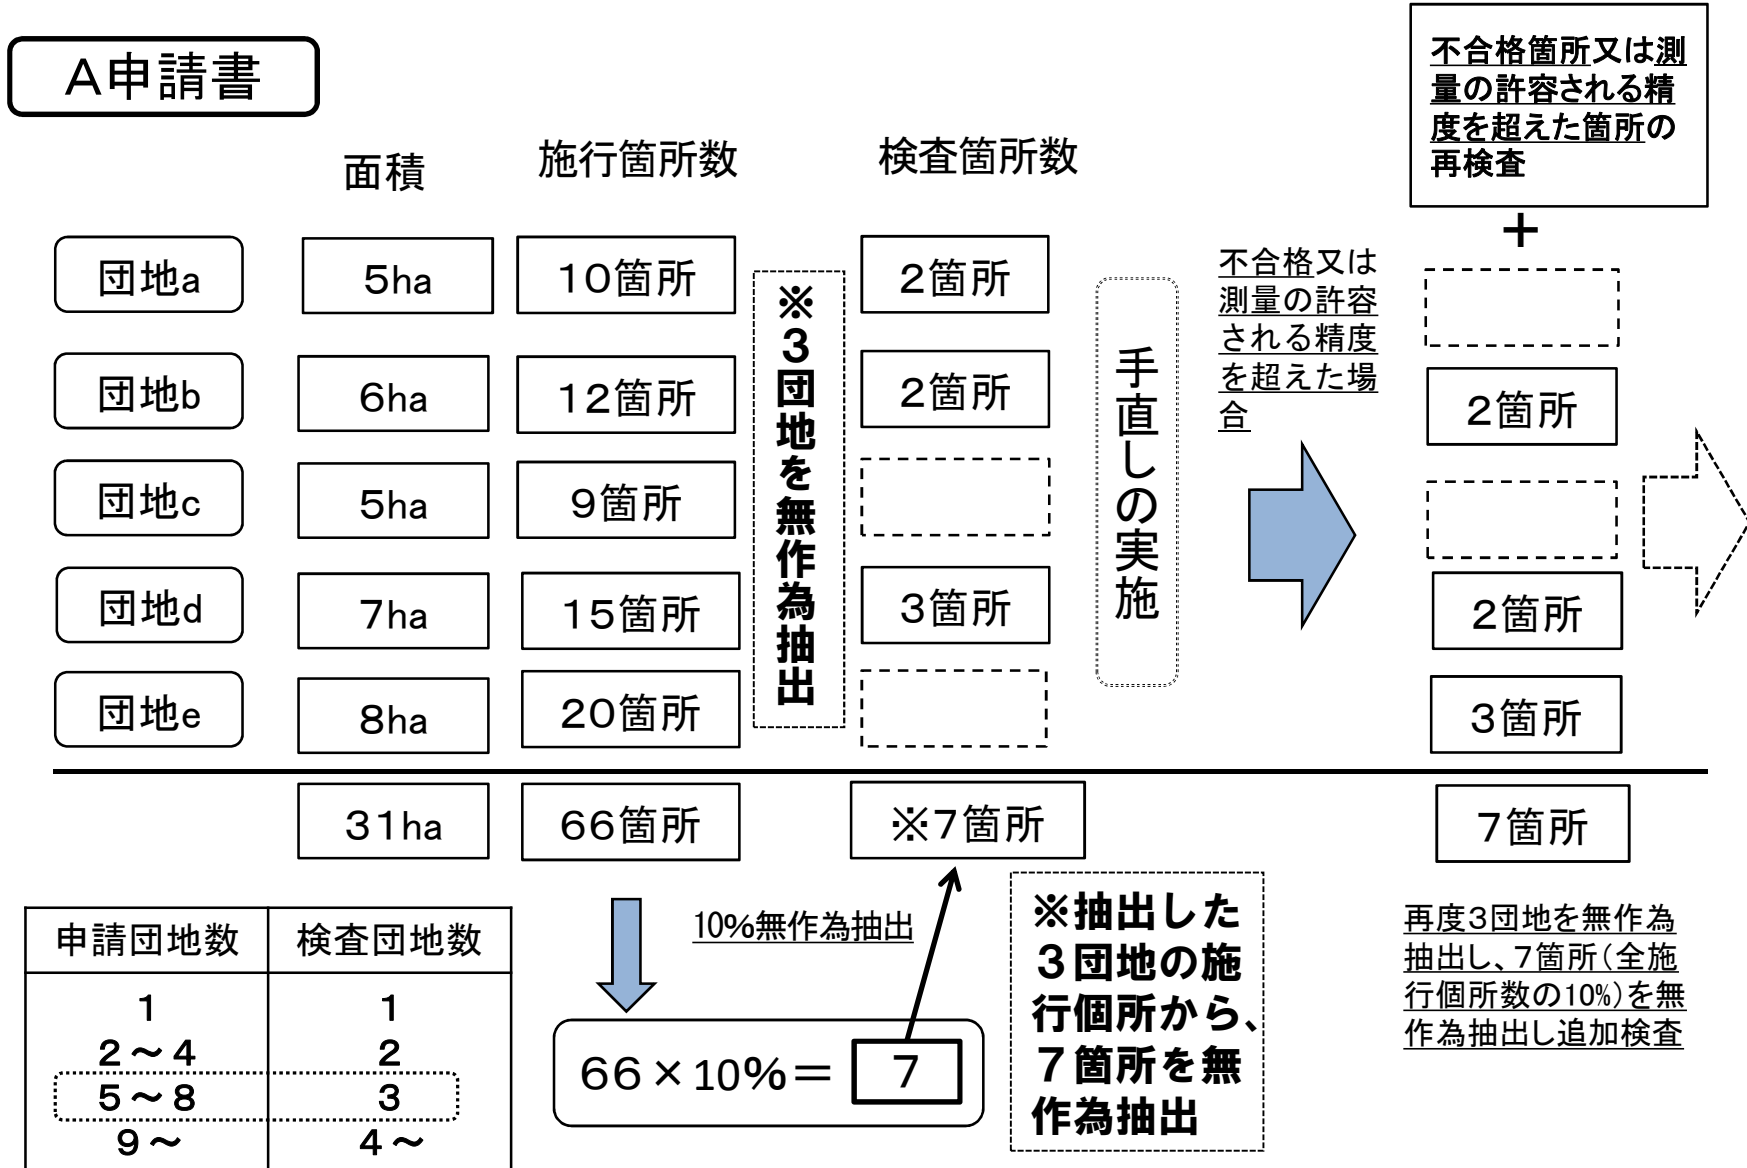 A申請書
不合格箇所又は測
量の許容される精
度を超えた箇所の
再検査
+
面積
施行箇所数
検査箇所数
団地a
5ha
10箇所
2箇所
団地b
6ha
12箇所
2箇所
2箇所
団地c
5ha
9箇所
団地d
7ha
15箇所
3箇所
2箇所
団地e
8ha
20箇所
3箇所
※3団地を無作為抽出
手直しの実施
不合格又は
測量の許容
される精度
を超えた場
合
31ha
66箇所
※7箇所
7箇所
申請団地数 検査団地数
1 1
2～4 2
5～8 3
9～ 4～
10%無作為抽出
66×10%= 7
※抽出した
3団地の施
行個所から、
7箇所を無
作為抽出
再度3団地を無作為
抽出し、7箇所(全施
行個所数の10%)を無
作為抽出し追加検査